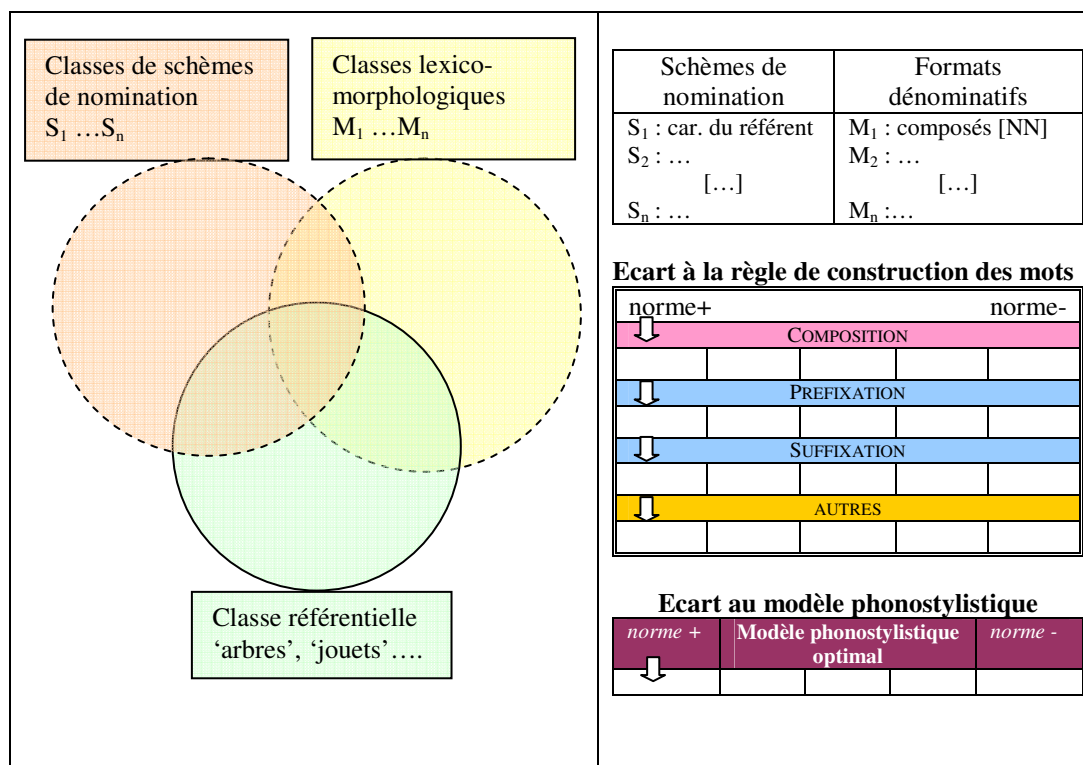 Classes de schèmes
de nomination
S1 …Sn
Classes lexico-
morphologiques
M1 …Mn
Classe référentielle
‘arbres’, ‘jouets’….
Schèmes de
nomination
Formats
dénominatifs
S1 : car. du référent
S2 : …
[…]
Sn : …
M1 : composés [NN]
M2 : …
[…]
Mn :…
Ecart à la règle de construction des mots
norme+ norme-
COMPOSITION
PREFIXATION
SUFFIXATION
AUTRES
Ecart au modèle phonostylistique
norme + Modèle phonostylistique norme -
optimal